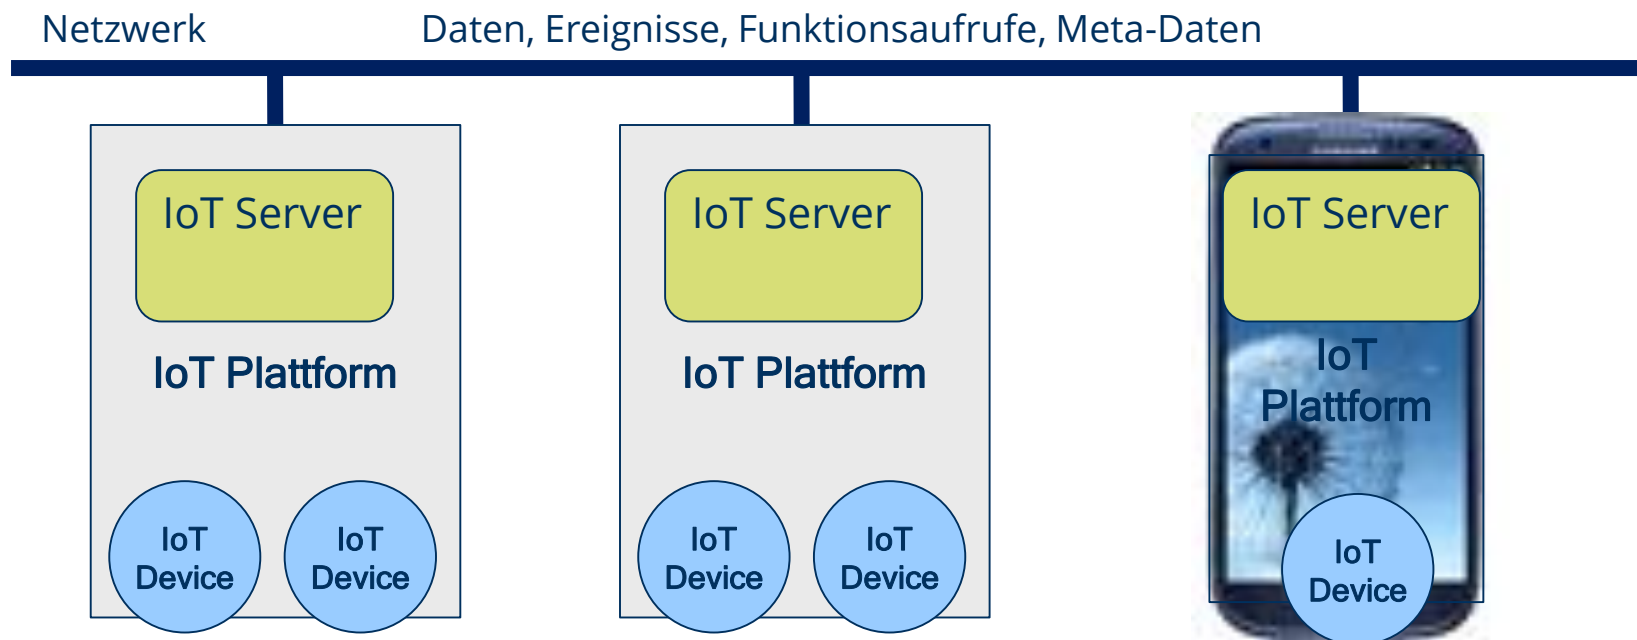 Netzwerk
Daten, Ereignisse, Funktionsaufrufe, Meta-Daten
IoT Server
IoT Plattform
IoT
Device
IoT
Device
IoT Server
IoT Plattform
IoT
Device
IoT
Device
IoT Server
IoT
Plattform
IoT
Device